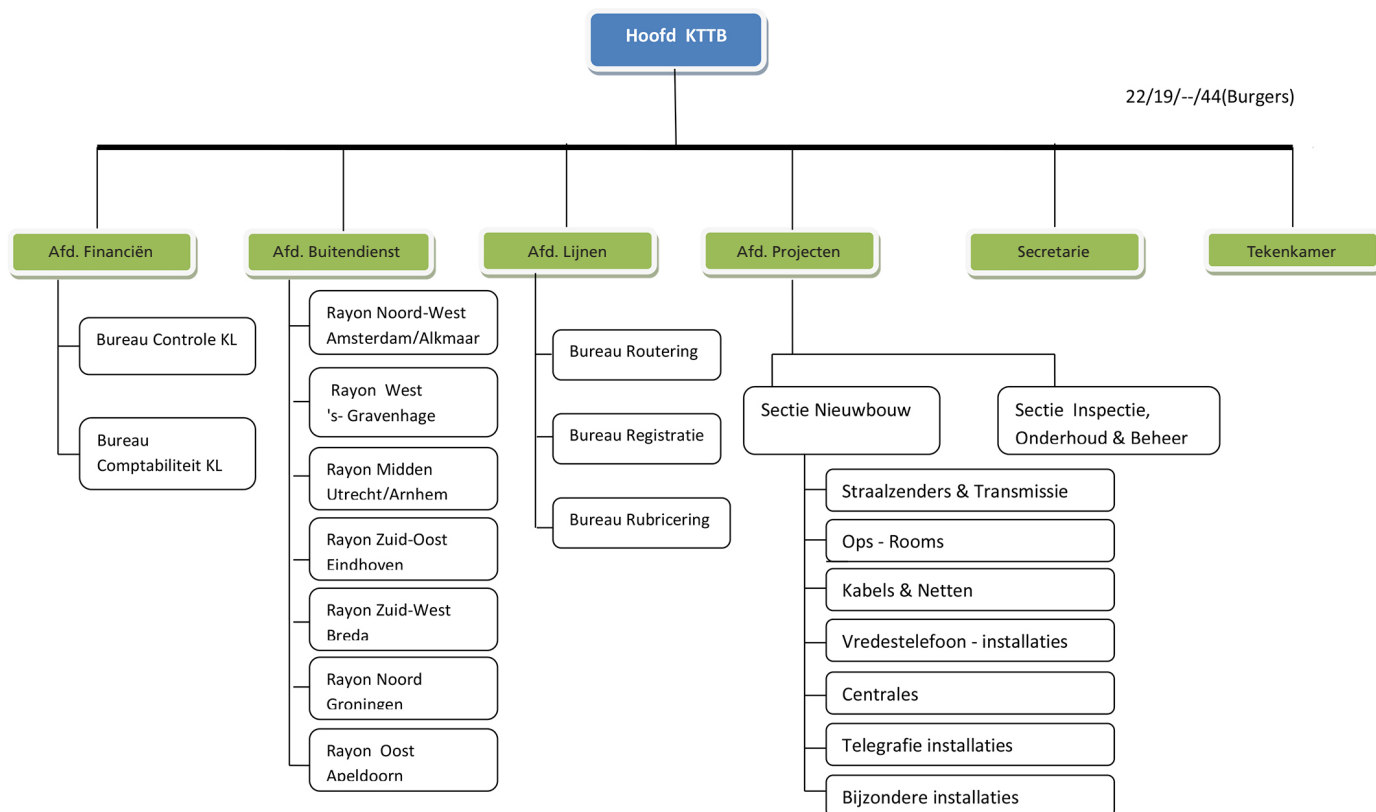 Hoofd KTTB
22/19/--/44(Burgers)
Afd. Financiën
Afd. Buitendienst
Afd. Lijnen
Afd. Projecten
Secretarie
Tekenkamer
Bureau Controle KL
Bureau
Comptabiliteit KL
Rayon Noord-West
Amsterdam/Alkmaar
Rayon West
's- Gravenhage
Rayon Midden
Utrecht/Arnhem
Rayon Zuid-Oost
Eindhoven
Rayon Zuid-West
Breda
Rayon Noord
Groningen
Rayon Oost
Apeldoorn
Bureau Routering
Bureau Registratie
Bureau Rubricering
Sectie Nieuwbouw
Sectie Inspectie,
Onderhoud & Beheer
Straalzenders & Transmissie
Ops - Rooms
Kabels & Netten
Vredestelefoon - installaties
Centrales
Telegrafie installaties
Bijzondere installaties